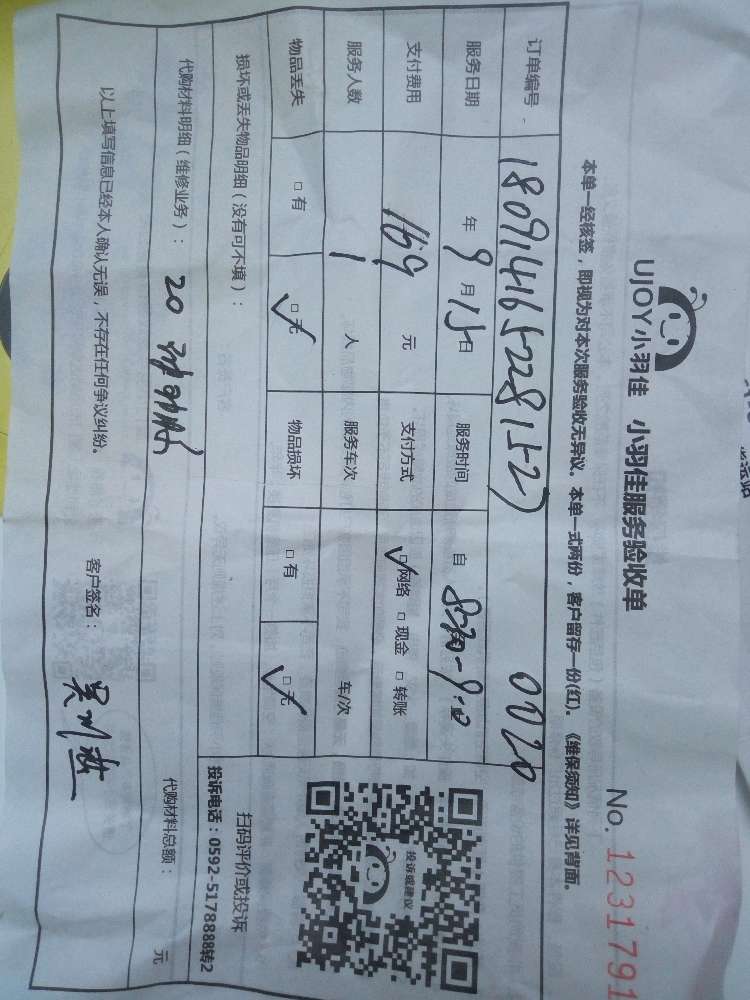 UJOY小羽佳 小羽佳服务验收单
No. 1231791
本单一经核签，即视为对本次服务验收无异议。本单一式两份，客户留存一份(红)。《维保须知》详见背面。
订单编号 1809141652281527 0020
服务日期 年 9 月 15 日 服务时间 自 8:30-9:10
支付费用 169 元 支付方式 网络 现金 转账
服务人数 1 人 服务车次 车/次
物品丢失 有 无 物品损坏 有 无
投诉或建议
扫码评价或投诉
投诉电话：0592-5178888转2
损坏或丢失物品明细（没有可不填）：
代购材料明细（维修业务）： 20 代购材料总额： 元
以上填写信息已经本人确认无误，不存在任何争议纠纷。 客户签名：